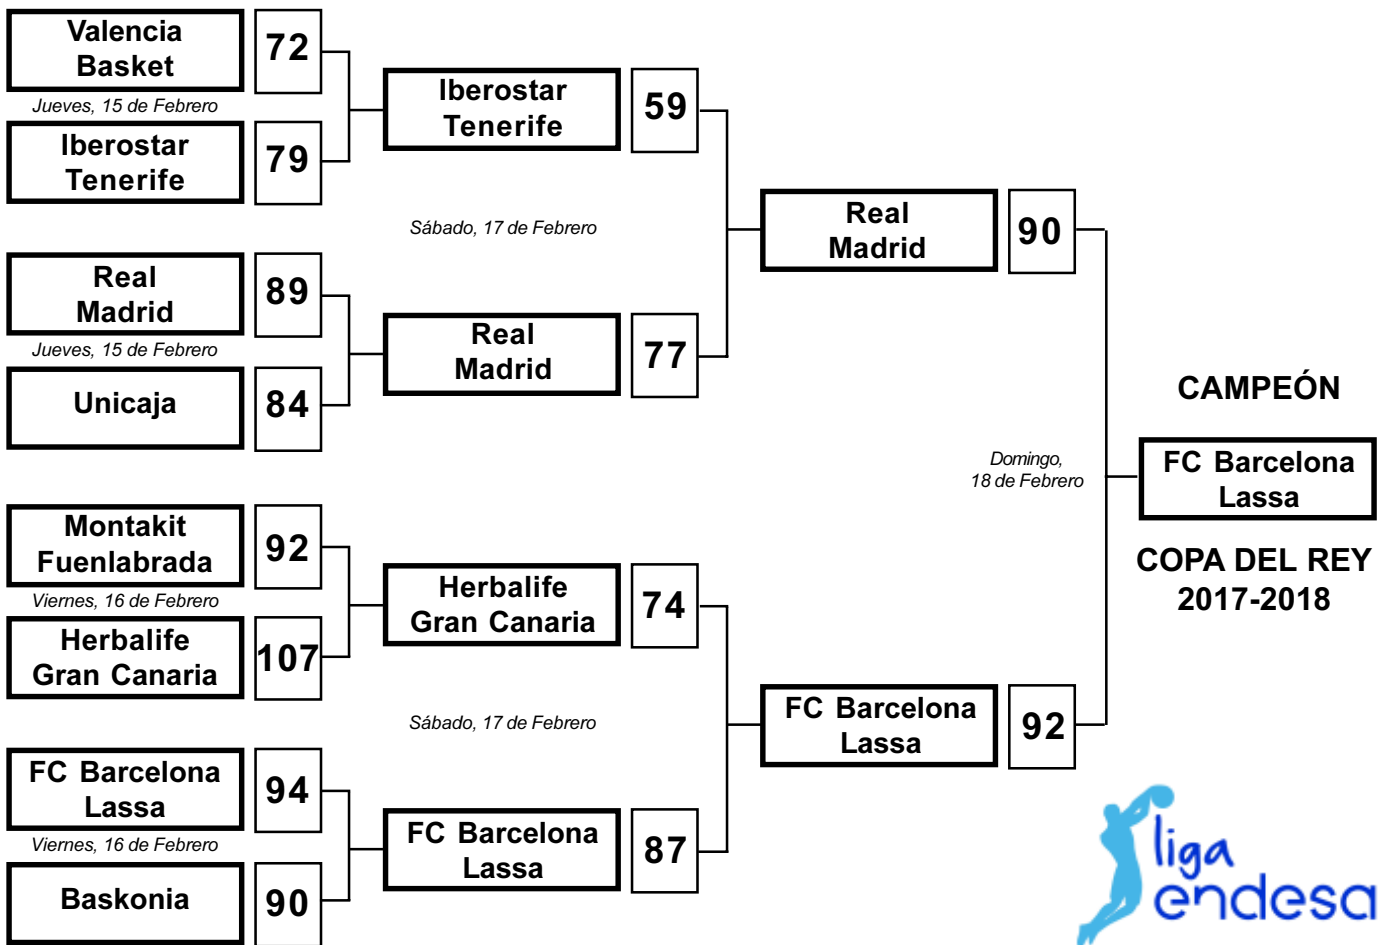 Valencia
Basket
72
Jueves, 15 de Febrero
Iberostar
Tenerife
79
Real
Madrid
89
Jueves, 15 de Febrero
Unicaja
84
Montakit
Fuenlabrada
92
Viernes, 16 de Febrero
Herbalife
Gran Canaria
107
FC Barcelona
Lassa
94
Viernes, 16 de Febrero
Baskonia
90
Iberostar
Tenerife
59
Sábado, 17 de Febrero
Real
Madrid
77
Herbalife
Gran Canaria
74
Sábado, 17 de Febrero
FC Barcelona
Lassa
87
Real
Madrid
90
Domingo,
18 de Febrero
FC Barcelona
Lassa
92
CAMPEÓN
FC Barcelona
Lassa
COPA DEL REY
2017-2018
liga
endesa